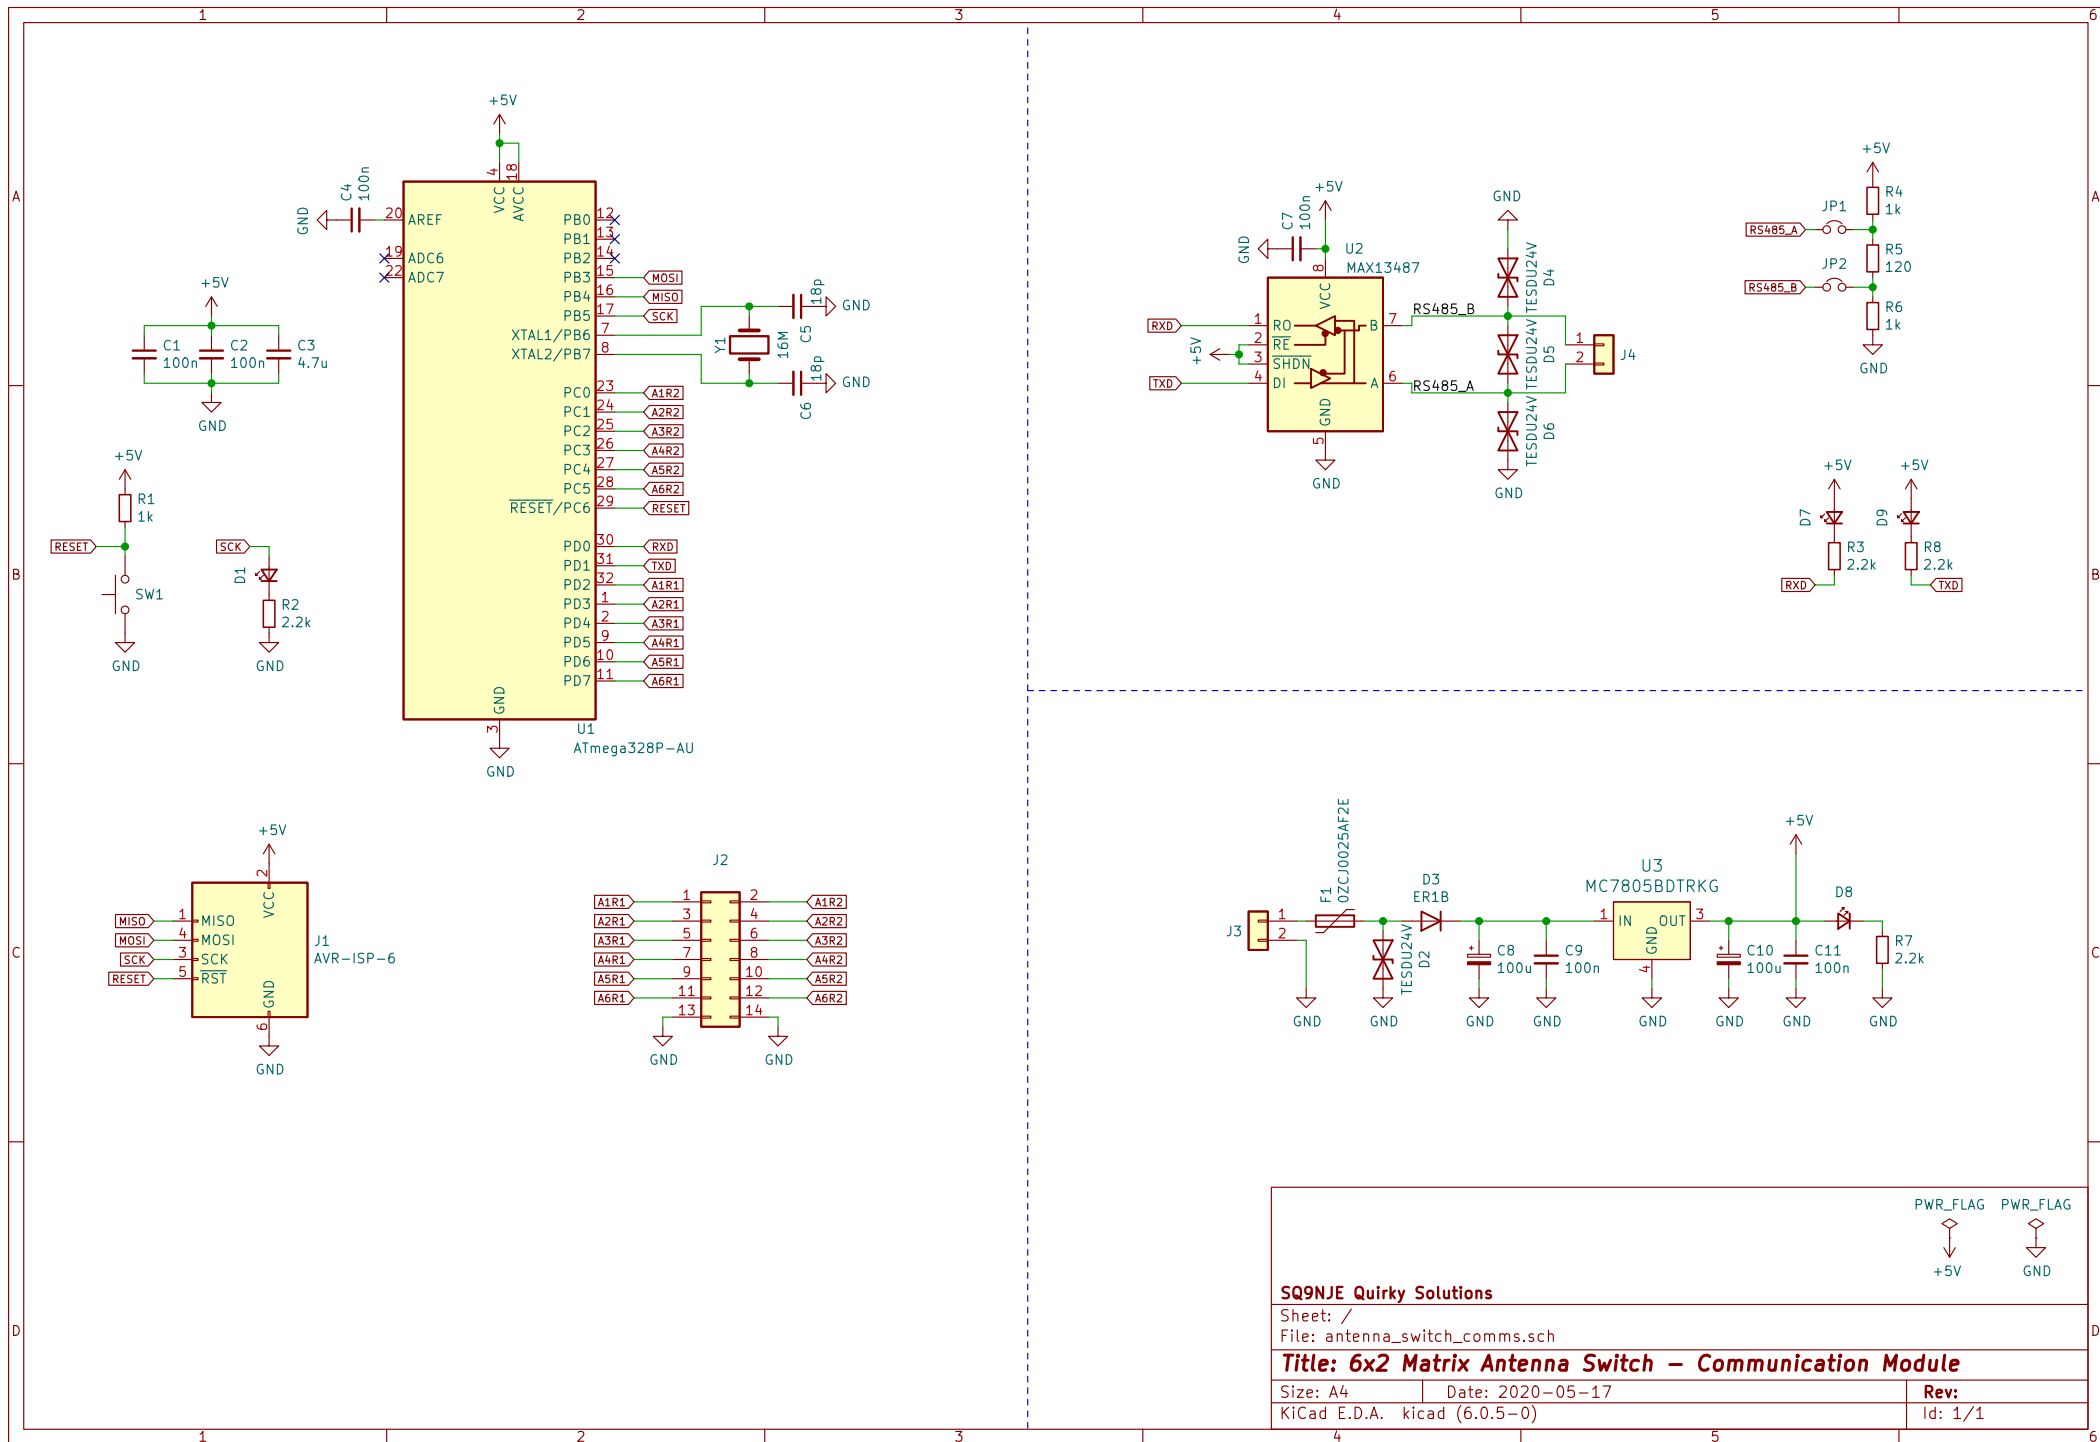 1 2 3 4 5 6
A
B
C
D
A
B
C
D
1 2 3 4 5 6
+5V
4 18
VCC
AVCC
C4
100n
GND
20 AREF
19 ADC6
22 ADC7
PB0 12
PB1 13
PB2 14
PB3 15 MOSI
PB4 16 MISO
PB5 17 SCK
XTAL1/PB6 7
XTAL2/PB7 8
PC0 23 A1R2
PC1 24 A2R2
PC2 25 A3R2
PC3 26 A4R2
PC4 27 A5R2
PC5 28 A6R2
RESET/PC6 29 RESET
PD0 30 RXD
PD1 31 TXD
PD2 32 A1R1
PD3 1 A2R1
PD4 2 A3R1
PD5 9 A4R1
PD6 10 A5R1
PD7 11 A6R1
GND
3
GND
U1
ATmega328P-AU
Y1
16M
18p
C5
GND
18p
C6
GND
+5V
C1
100n
C2
100n
C3
4.7u
GND
+5V
R1
1k
RESET
SW1
GND
SCK
D1
R2
2.2k
GND
+5V
2
VCC
MISO 1 MISO
MOSI 4 MOSI
SCK 3 SCK
RESET 5 RST
GND
6
GND
J1
AVR-ISP-6
J2
A1R1 1 2 A1R2
A2R1 3 4 A2R2
A3R1 5 6 A3R2
A4R1 7 8 A4R2
A5R1 9 10 A5R2
A6R1 11 12 A6R2
13 14
GND GND
+5V
C7
100n
GND
8
U2
MAX13487
VCC
RXD 1 RO
2 RE
+5V
3 SHDN
TXD 4 DI
B 7
A 6
GND
5
GND
RS485_B
RS485_A
GND
TESDU24V
D4
TESDU24V
D5
TESDU24V
D6
GND
1
2
J4
+5V
R4
1k
RS485_A JP1
R5
120
RS485_B JP2
R6
1k
GND
+5V +5V
D7 D9
R3
2.2k
R8
2.2k
RXD TXD
J3
1
2
GND
F1
0ZCJ0025AF2E
TESDU24V
D2
GND
D3
ER1B
C8
100u
GND
C9
100n
GND
U3
MC7805BDTRKG
1 IN OUT 3
GND
4
GND
C10
100u
GND
+5V
C11
100n
GND
D8
R7
2.2k
GND
PWR_FLAG PWR_FLAG
+5V GND
SQ9NJE Quirky Solutions
Sheet: /
File: antenna_switch_comms.sch
Title: 6x2 Matrix Antenna Switch – Communication Module
Size: A4 Date: 2020-05-17 Rev:
KiCad E.D.A. kicad (6.0.5-0) Id: 1/1